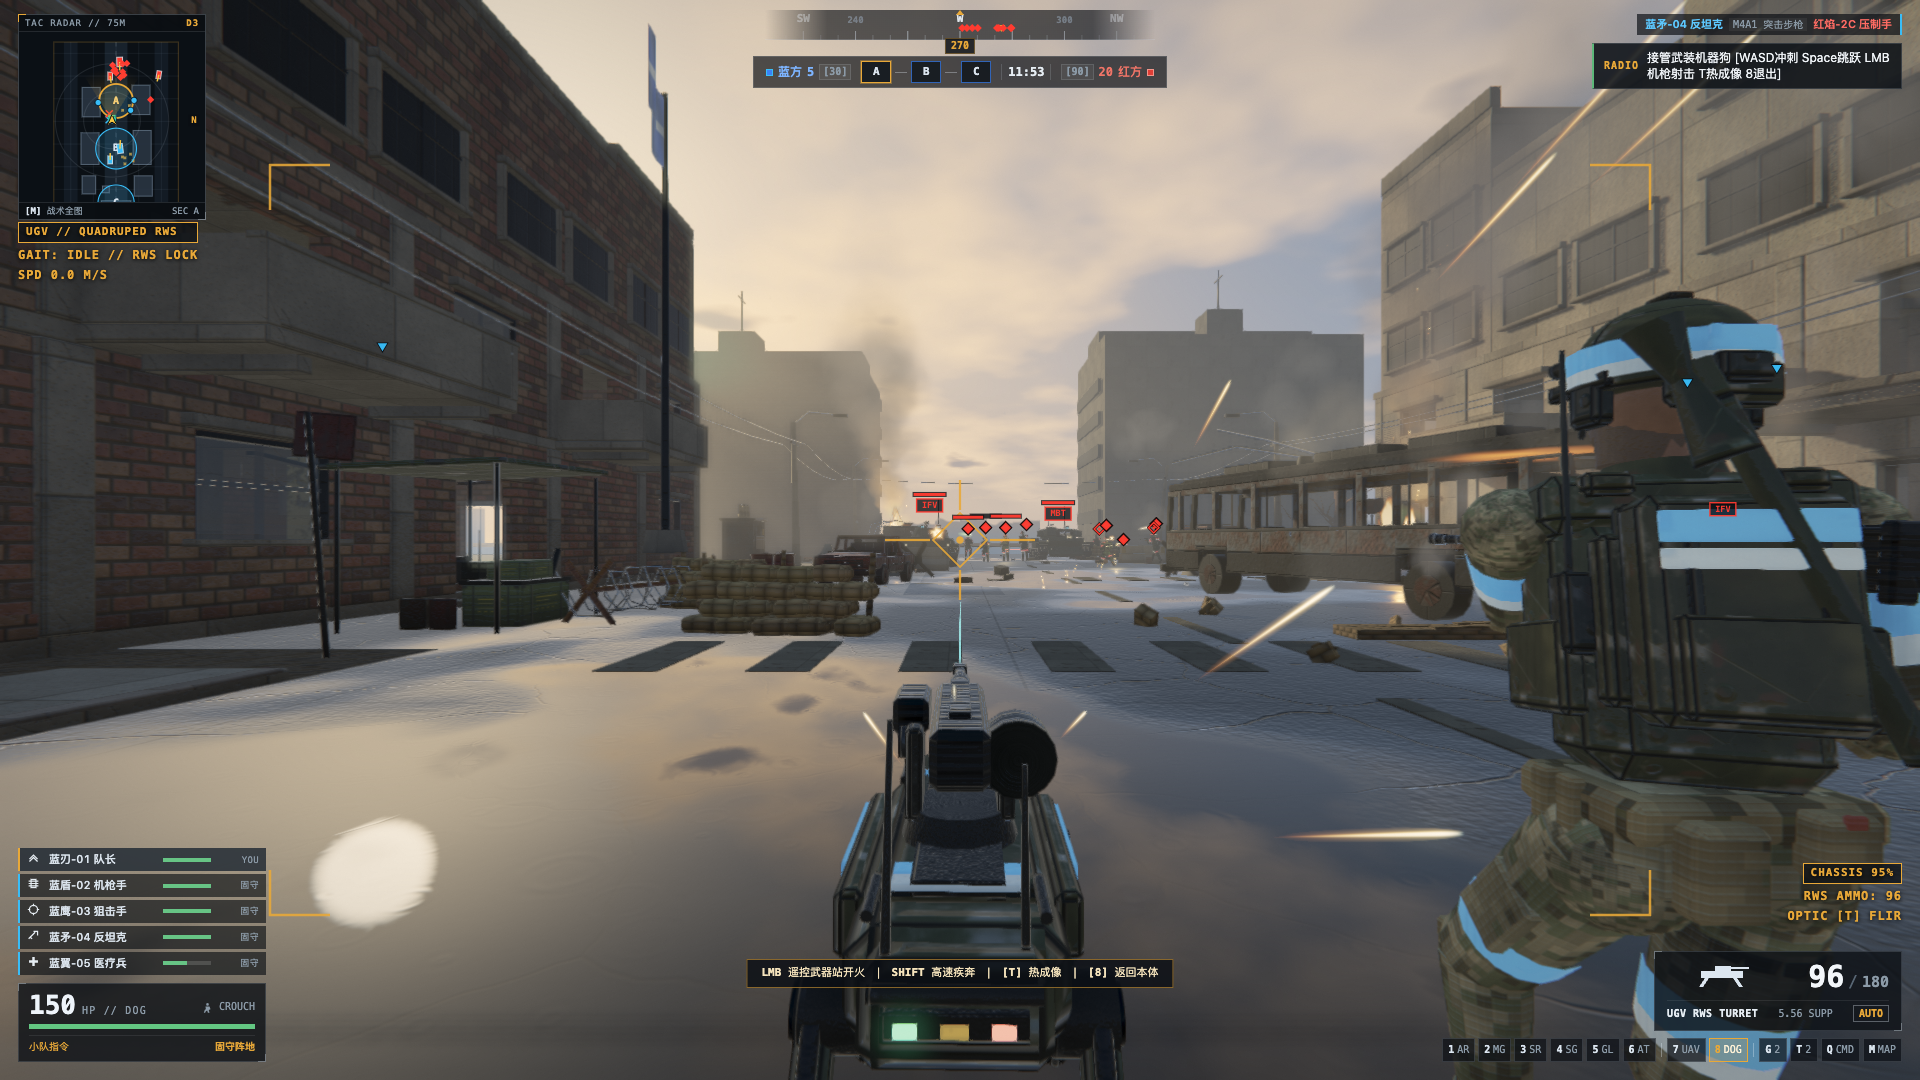 TAC RADAR // 75M D3
A
A
B
N
[M] 战术全图 SEC A
UGV // QUADRUPED RWS
GAIT: IDLE // RWS LOCK
SPD 0.0 M/S
SW 240 W 300 NW
270
蓝方 5 [30] A B C 11:53 [90] 20 红方
蓝矛-04 反坦克 M4A1 突击步枪 红焰-2C 压制手
RADIO 接管武装机器狗 [WASD冲刺 Space跳跃 LMB
机枪射击 T热成像 8退出]
IFV
MBT
IFV
蓝刃-01 队长 YOU
蓝盾-02 机枪手 固守
蓝鹰-03 狙击手 固守
蓝矛-04 反坦克 固守
蓝翼-05 医疗兵 固守
150 HP // DOG CROUCH
小队指令 固守阵地
LMB 遥控武器站开火 | SHIFT 高速疾奔 | [T] 热成像 | [8] 返回本体
CHASSIS 95%
RWS AMMO: 96
OPTIC [T] FLIR
96 / 180
UGV RWS TURRET 5.56 SUPP AUTO
1 AR 2 MG 3 SR 4 SG 5 GL 6 AT 7 UAV 8 DOG G 2 T 2 Q CMD M MAP